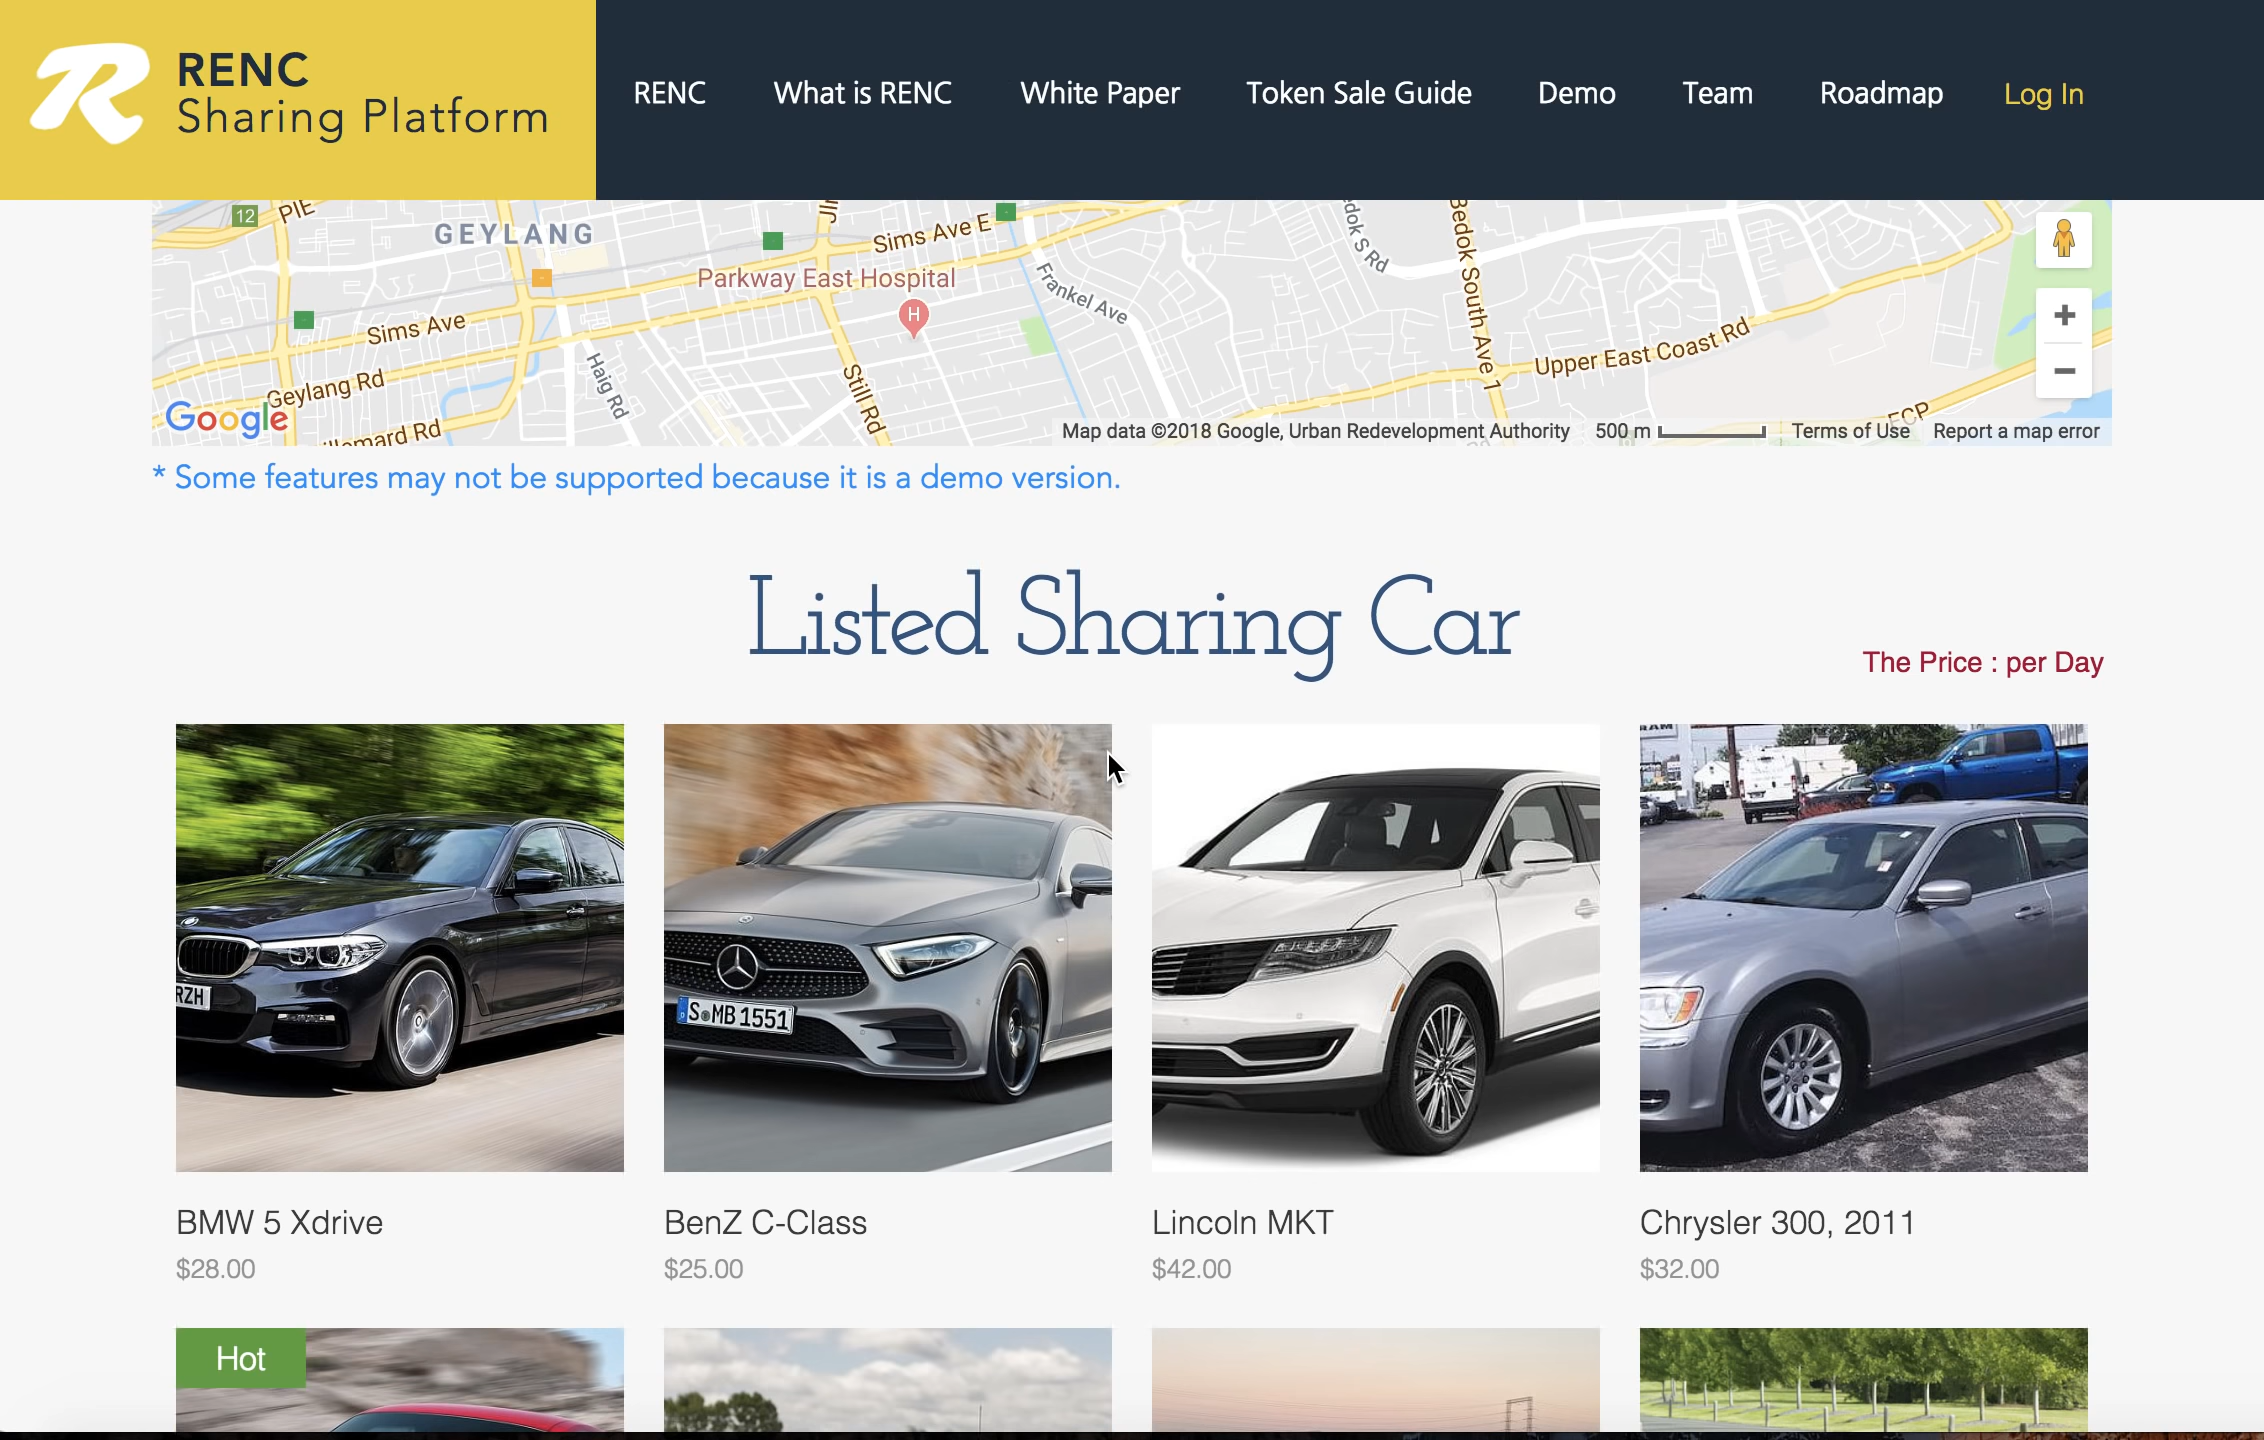 RENC
Sharing Platform
RENC What is RENC White Paper Token Sale Guide Demo Team Roadmap Log In
12
PIE
GEYLANG
Sims Ave E
Bedok South Ave 1
Parkway East Hospital
H
Frankel Ave
Sims Ave
Haig Rd
Still Rd
Upper East Coast Rd
Geylang Rd
Google
ECP
Map data ©2018 Google, Urban Redevelopment Authority 500 m Terms of Use Report a map error
* Some features may not be supported because it is a demo version.
Listed Sharing Car
The Price : per Day
RZH
S MB 1551
BMW 5 Xdrive
$28.00
BenZ C-Class
$25.00
Lincoln MKT
$42.00
Chrysler 300, 2011
$32.00
Hot